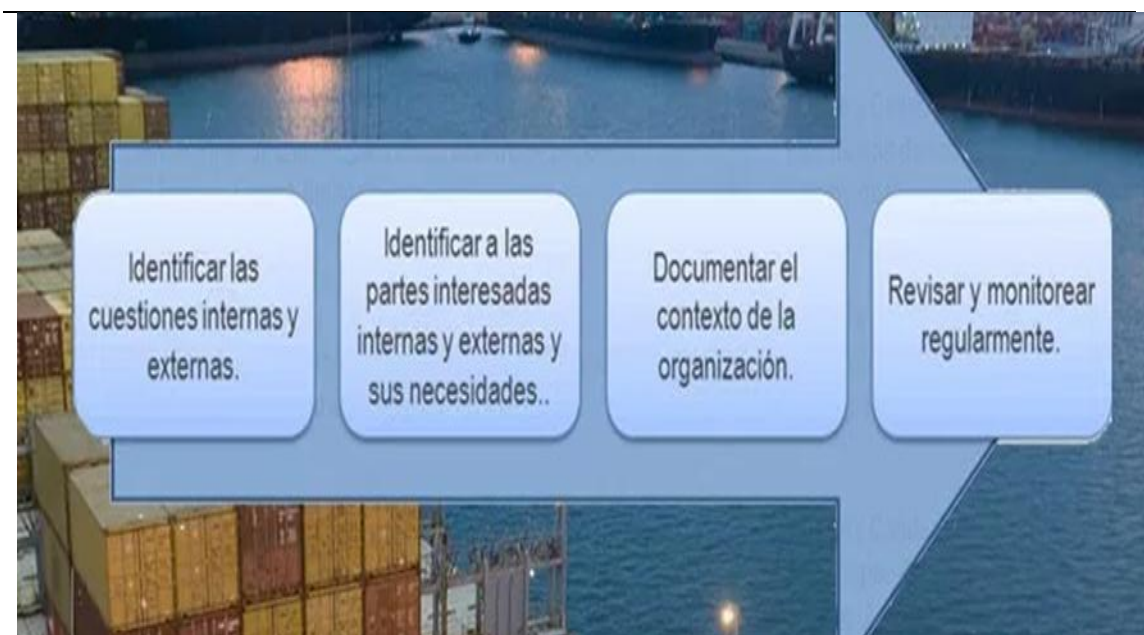 Identificar las
cuestiones internas y
externas.
Identificar a las
partes interesadas
internas y externas y
sus necesidades..
Documentar el
contexto de la
organización.
Revisar y monitorear
regularmente.